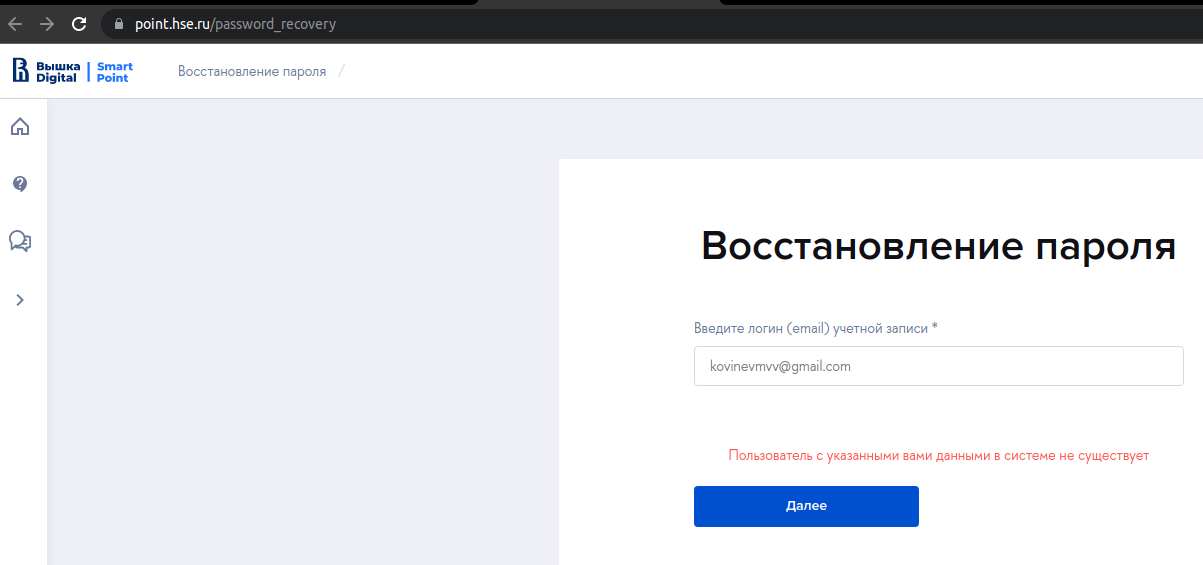 point.hse.ru/password_recovery
Вышка Digital | Smart Point
Восстановление пароля /
Восстановление пароля
Введите логин (email) учетной записи *
kovinevmvv@gmail.com
Пользователь с указанными вами данными в системе не существует
Далее